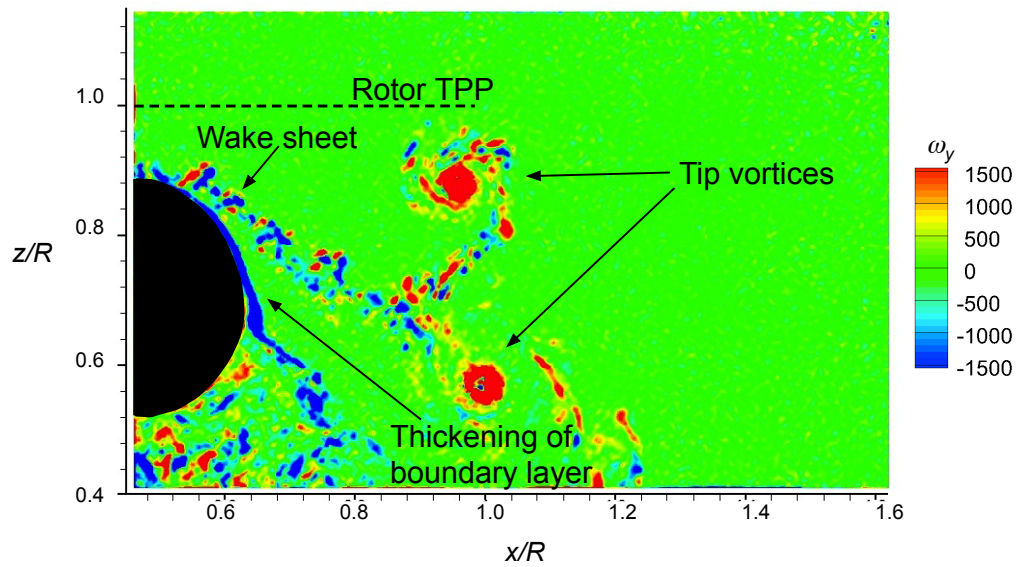 Rotor TPP
1.0
Wake sheet
ω_y
Tip vortices
1500
1000
0.8
500
z/R
0
-500
-1000
0.6
-1500
Thickening of
boundary layer
0.4
0.6
0.8
1.0
1.2
1.4
1.6
x/R